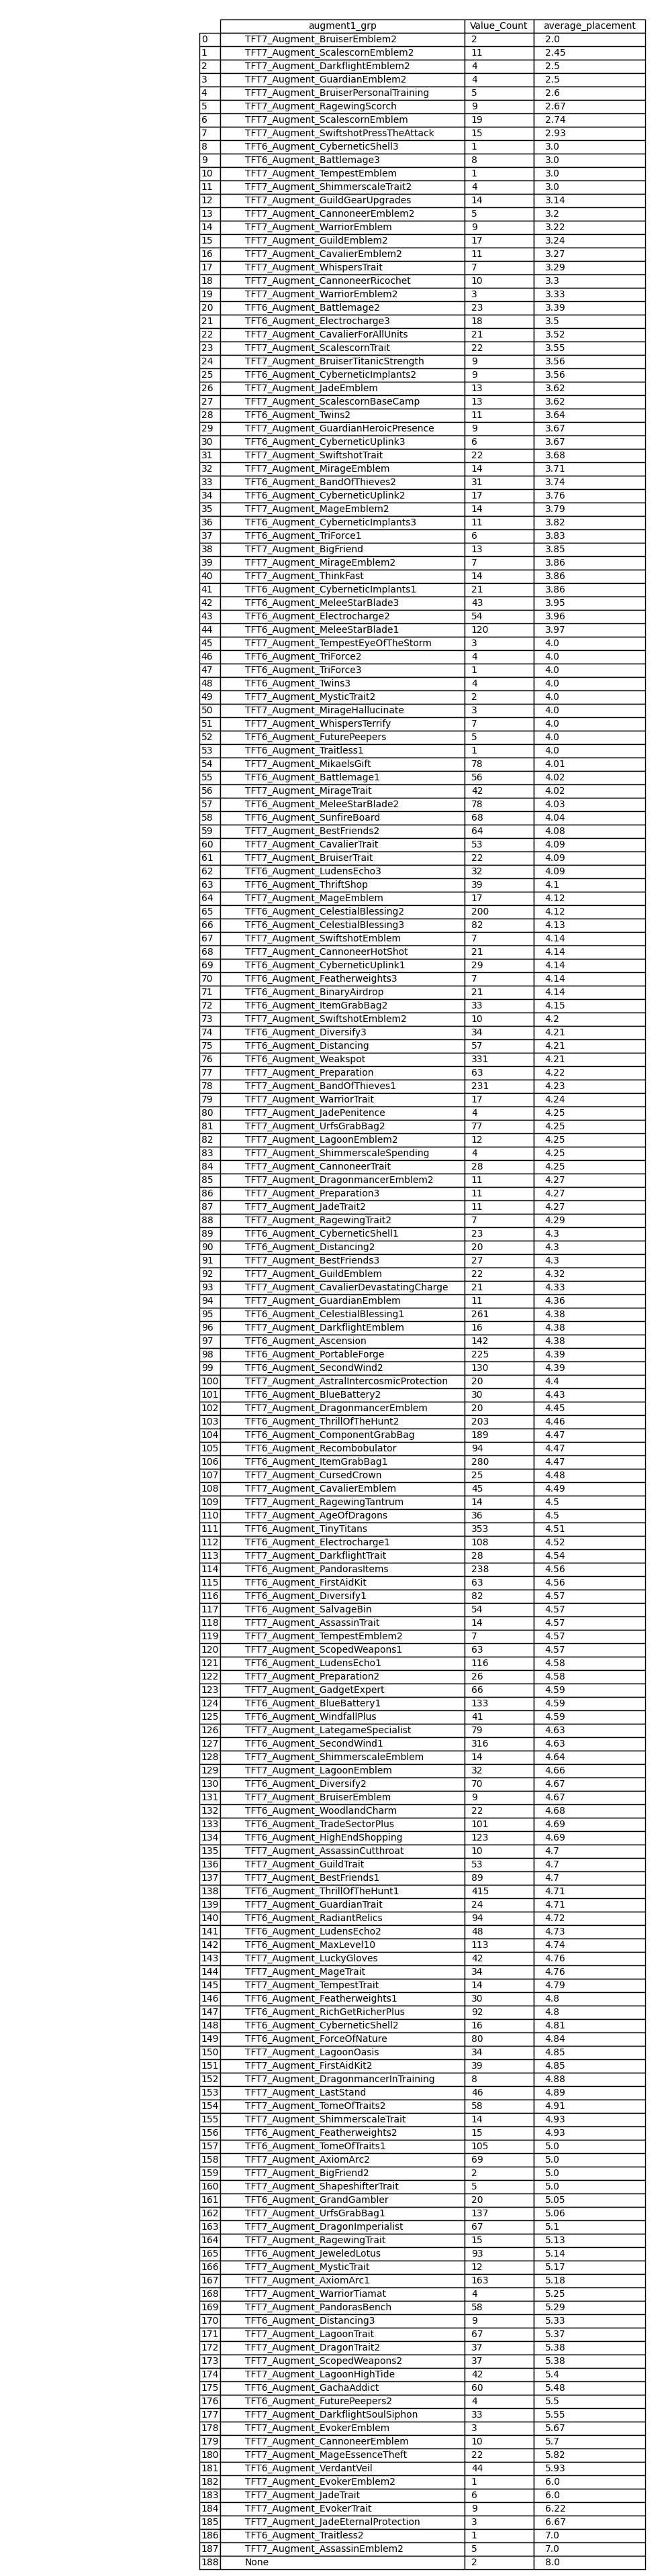 augment1_grp Value_Count average_placement
0 TFT7_Augment_BruiserEmblem2 2 2.0
1 TFT7_Augment_ScalescornEmblem2 11 2.45
2 TFT7_Augment_DarkflightEmblem2 4 2.5
3 TFT7_Augment_GuardianEmblem2 4 2.5
4 TFT7_Augment_BruiserPersonalTraining 5 2.6
5 TFT7_Augment_RagewingScorch 9 2.67
6 TFT7_Augment_ScalescornEmblem 19 2.74
7 TFT7_Augment_SwiftshotPressTheAttack 15 2.93
8 TFT6_Augment_CyberneticShell3 1 3.0
9 TFT6_Augment_Battlemage3 8 3.0
10 TFT7_Augment_TempestEmblem 1 3.0
11 TFT7_Augment_ShimmerscaleTrait2 4 3.0
12 TFT7_Augment_GuildGearUpgrades 14 3.14
13 TFT7_Augment_CannoneerEmblem2 5 3.2
14 TFT7_Augment_WarriorEmblem 9 3.22
15 TFT7_Augment_GuildEmblem2 17 3.24
16 TFT7_Augment_CavalierEmblem2 11 3.27
17 TFT7_Augment_WhispersTrait 7 3.29
18 TFT7_Augment_CannoneerRicochet 10 3.3
19 TFT7_Augment_WarriorEmblem2 3 3.33
20 TFT6_Augment_Battlemage2 23 3.39
21 TFT6_Augment_Electrocharge3 18 3.5
22 TFT7_Augment_CavalierForAllUnits 21 3.52
23 TFT7_Augment_ScalescornTrait 22 3.55
24 TFT7_Augment_BruiserTitanicStrength 9 3.56
25 TFT6_Augment_CyberneticImplants2 9 3.56
26 TFT7_Augment_JadeEmblem 13 3.62
27 TFT7_Augment_ScalescornBaseCamp 13 3.62
28 TFT6_Augment_Twins2 11 3.64
29 TFT7_Augment_GuardianHeroicPresence 9 3.67
30 TFT6_Augment_CyberneticUplink3 6 3.67
31 TFT7_Augment_SwiftshotTrait 22 3.68
32 TFT7_Augment_MirageEmblem 14 3.71
33 TFT6_Augment_BandOfThieves2 31 3.74
34 TFT6_Augment_CyberneticUplink2 17 3.76
35 TFT7_Augment_MageEmblem2 14 3.79
36 TFT6_Augment_CyberneticImplants3 11 3.82
37 TFT6_Augment_TriForce1 6 3.83
38 TFT7_Augment_BigFriend 13 3.85
39 TFT7_Augment_MirageEmblem2 7 3.86
40 TFT7_Augment_ThinkFast 14 3.86
41 TFT6_Augment_CyberneticImplants1 21 3.86
42 TFT6_Augment_MeleeStarBlade3 43 3.95
43 TFT6_Augment_Electrocharge2 54 3.96
44 TFT6_Augment_MeleeStarBlade1 120 3.97
45 TFT7_Augment_TempestEyeOfTheStorm 3 4.0
46 TFT6_Augment_TriForce2 4 4.0
47 TFT6_Augment_TriForce3 1 4.0
48 TFT6_Augment_Twins3 4 4.0
49 TFT7_Augment_MysticTrait2 2 4.0
50 TFT7_Augment_MirageHallucinate 3 4.0
51 TFT7_Augment_WhispersTerrify 7 4.0
52 TFT6_Augment_FuturePeepers 5 4.0
53 TFT6_Augment_Traitless1 1 4.0
54 TFT7_Augment_MikaelsGift 78 4.01
55 TFT6_Augment_Battlemage1 56 4.02
56 TFT7_Augment_MirageTrait 42 4.02
57 TFT6_Augment_MeleeStarBlade2 78 4.03
58 TFT6_Augment_SunfireBoard 68 4.04
59 TFT7_Augment_BestFriends2 64 4.08
60 TFT7_Augment_CavalierTrait 53 4.09
61 TFT7_Augment_BruiserTrait 22 4.09
62 TFT6_Augment_LudensEcho3 32 4.09
63 TFT6_Augment_ThriftShop 39 4.1
64 TFT7_Augment_MageEmblem 17 4.12
65 TFT6_Augment_CelestialBlessing2 200 4.12
66 TFT6_Augment_CelestialBlessing3 82 4.13
67 TFT7_Augment_SwiftshotEmblem 7 4.14
68 TFT7_Augment_CannoneerHotShot 21 4.14
69 TFT6_Augment_CyberneticUplink1 29 4.14
70 TFT6_Augment_Featherweights3 7 4.14
71 TFT6_Augment_BinaryAirdrop 21 4.14
72 TFT6_Augment_ItemGrabBag2 33 4.15
73 TFT7_Augment_SwiftshotEmblem2 10 4.2
74 TFT6_Augment_Diversify3 34 4.21
75 TFT6_Augment_Distancing 57 4.21
76 TFT6_Augment_Weakspot 331 4.21
77 TFT7_Augment_Preparation 63 4.22
78 TFT7_Augment_BandOfThieves1 231 4.23
79 TFT7_Augment_WarriorTrait 17 4.24
80 TFT7_Augment_JadePenitence 4 4.25
81 TFT7_Augment_UrfsGrabBag2 77 4.25
82 TFT7_Augment_LagoonEmblem2 12 4.25
83 TFT7_Augment_ShimmerscaleSpending 4 4.25
84 TFT7_Augment_CannoneerTrait 28 4.25
85 TFT7_Augment_DragonmancerEmblem2 11 4.27
86 TFT7_Augment_Preparation3 11 4.27
87 TFT7_Augment_JadeTrait2 11 4.27
88 TFT7_Augment_RagewingTrait2 7 4.29
89 TFT6_Augment_CyberneticShell1 23 4.3
90 TFT6_Augment_Distancing2 20 4.3
91 TFT7_Augment_BestFriends3 27 4.3
92 TFT7_Augment_GuildEmblem 22 4.32
93 TFT7_Augment_CavalierDevastatingCharge 21 4.33
94 TFT7_Augment_GuardianEmblem 11 4.36
95 TFT6_Augment_CelestialBlessing1 261 4.38
96 TFT7_Augment_DarkflightEmblem 16 4.38
97 TFT6_Augment_Ascension 142 4.38
98 TFT6_Augment_PortableForge 225 4.39
99 TFT6_Augment_SecondWind2 130 4.39
100 TFT7_Augment_AstralIntercosmicProtection 20 4.4
101 TFT6_Augment_BlueBattery2 30 4.43
102 TFT7_Augment_DragonmancerEmblem 20 4.45
103 TFT6_Augment_ThrillOfTheHunt2 203 4.46
104 TFT6_Augment_ComponentGrabBag 189 4.47
105 TFT6_Augment_Recombobulator 94 4.47
106 TFT6_Augment_ItemGrabBag1 280 4.47
107 TFT7_Augment_CursedCrown 25 4.48
108 TFT7_Augment_CavalierEmblem 45 4.49
109 TFT7_Augment_RagewingTantrum 14 4.5
110 TFT7_Augment_AgeOfDragons 36 4.5
111 TFT6_Augment_TinyTitans 353 4.51
112 TFT6_Augment_Electrocharge1 108 4.52
113 TFT7_Augment_DarkflightTrait 28 4.54
114 TFT6_Augment_PandorasItems 238 4.56
115 TFT6_Augment_FirstAidKit 63 4.56
116 TFT6_Augment_Diversify1 82 4.57
117 TFT6_Augment_SalvageBin 54 4.57
118 TFT7_Augment_AssassinTrait 14 4.57
119 TFT7_Augment_TempestEmblem2 7 4.57
120 TFT7_Augment_ScopedWeapons1 63 4.57
121 TFT6_Augment_LudensEcho1 116 4.58
122 TFT7_Augment_Preparation2 26 4.58
123 TFT7_Augment_GadgetExpert 66 4.59
124 TFT6_Augment_BlueBattery1 133 4.59
125 TFT6_Augment_WindfallPlus 41 4.59
126 TFT7_Augment_LategameSpecialist 79 4.63
127 TFT6_Augment_SecondWind1 316 4.63
128 TFT7_Augment_ShimmerscaleEmblem 14 4.64
129 TFT7_Augment_LagoonEmblem 32 4.66
130 TFT6_Augment_Diversify2 70 4.67
131 TFT7_Augment_BruiserEmblem 9 4.67
132 TFT6_Augment_WoodlandCharm 22 4.68
133 TFT6_Augment_TradeSectorPlus 101 4.69
134 TFT6_Augment_HighEndShopping 123 4.69
135 TFT7_Augment_AssassinCutthroat 10 4.7
136 TFT7_Augment_GuildTrait 53 4.7
137 TFT7_Augment_BestFriends1 89 4.7
138 TFT6_Augment_ThrillOfTheHunt1 415 4.71
139 TFT7_Augment_GuardianTrait 24 4.71
140 TFT6_Augment_RadiantRelics 94 4.72
141 TFT6_Augment_LudensEcho2 48 4.73
142 TFT6_Augment_MaxLevel10 113 4.74
143 TFT7_Augment_LuckyGloves 42 4.76
144 TFT7_Augment_MageTrait 34 4.76
145 TFT7_Augment_TempestTrait 14 4.79
146 TFT6_Augment_Featherweights1 30 4.8
147 TFT6_Augment_RichGetRicherPlus 92 4.8
148 TFT6_Augment_CyberneticShell2 16 4.81
149 TFT6_Augment_ForceOfNature 80 4.84
150 TFT7_Augment_LagoonOasis 34 4.85
151 TFT7_Augment_FirstAidKit2 39 4.85
152 TFT7_Augment_DragonmancerInTraining 8 4.88
153 TFT7_Augment_LastStand 46 4.89
154 TFT7_Augment_TomeOfTraits2 58 4.91
155 TFT7_Augment_ShimmerscaleTrait 14 4.93
156 TFT6_Augment_Featherweights2 15 4.93
157 TFT6_Augment_TomeOfTraits1 105 5.0
158 TFT7_Augment_AxiomArc2 69 5.0
159 TFT7_Augment_BigFriend2 2 5.0
160 TFT7_Augment_ShapeshifterTrait 5 5.0
161 TFT6_Augment_GrandGambler 20 5.05
162 TFT7_Augment_UrfsGrabBag1 137 5.06
163 TFT7_Augment_DragonImperialist 67 5.1
164 TFT7_Augment_RagewingTrait 15 5.13
165 TFT6_Augment_JeweledLotus 93 5.14
166 TFT7_Augment_MysticTrait 12 5.17
167 TFT7_Augment_AxiomArc1 163 5.18
168 TFT7_Augment_WarriorTiamat 4 5.25
169 TFT7_Augment_PandorasBench 58 5.29
170 TFT6_Augment_Distancing3 9 5.33
171 TFT7_Augment_LagoonTrait 67 5.37
172 TFT7_Augment_DragonTrait2 37 5.38
173 TFT7_Augment_ScopedWeapons2 37 5.38
174 TFT7_Augment_LagoonHighTide 42 5.4
175 TFT6_Augment_GachaAddict 60 5.48
176 TFT6_Augment_FuturePeepers2 4 5.5
177 TFT7_Augment_DarkflightSoulSiphon 33 5.55
178 TFT7_Augment_EvokerEmblem 3 5.67
179 TFT7_Augment_CannoneerEmblem 10 5.7
180 TFT7_Augment_MageEssenceTheft 22 5.82
181 TFT6_Augment_VerdantVeil 44 5.93
182 TFT7_Augment_EvokerEmblem2 1 6.0
183 TFT7_Augment_JadeTrait 6 6.0
184 TFT7_Augment_EvokerTrait 9 6.22
185 TFT7_Augment_JadeEternalProtection 3 6.67
186 TFT6_Augment_Traitless2 1 7.0
187 TFT7_Augment_AssassinEmblem2 5 7.0
188 None 2 8.0